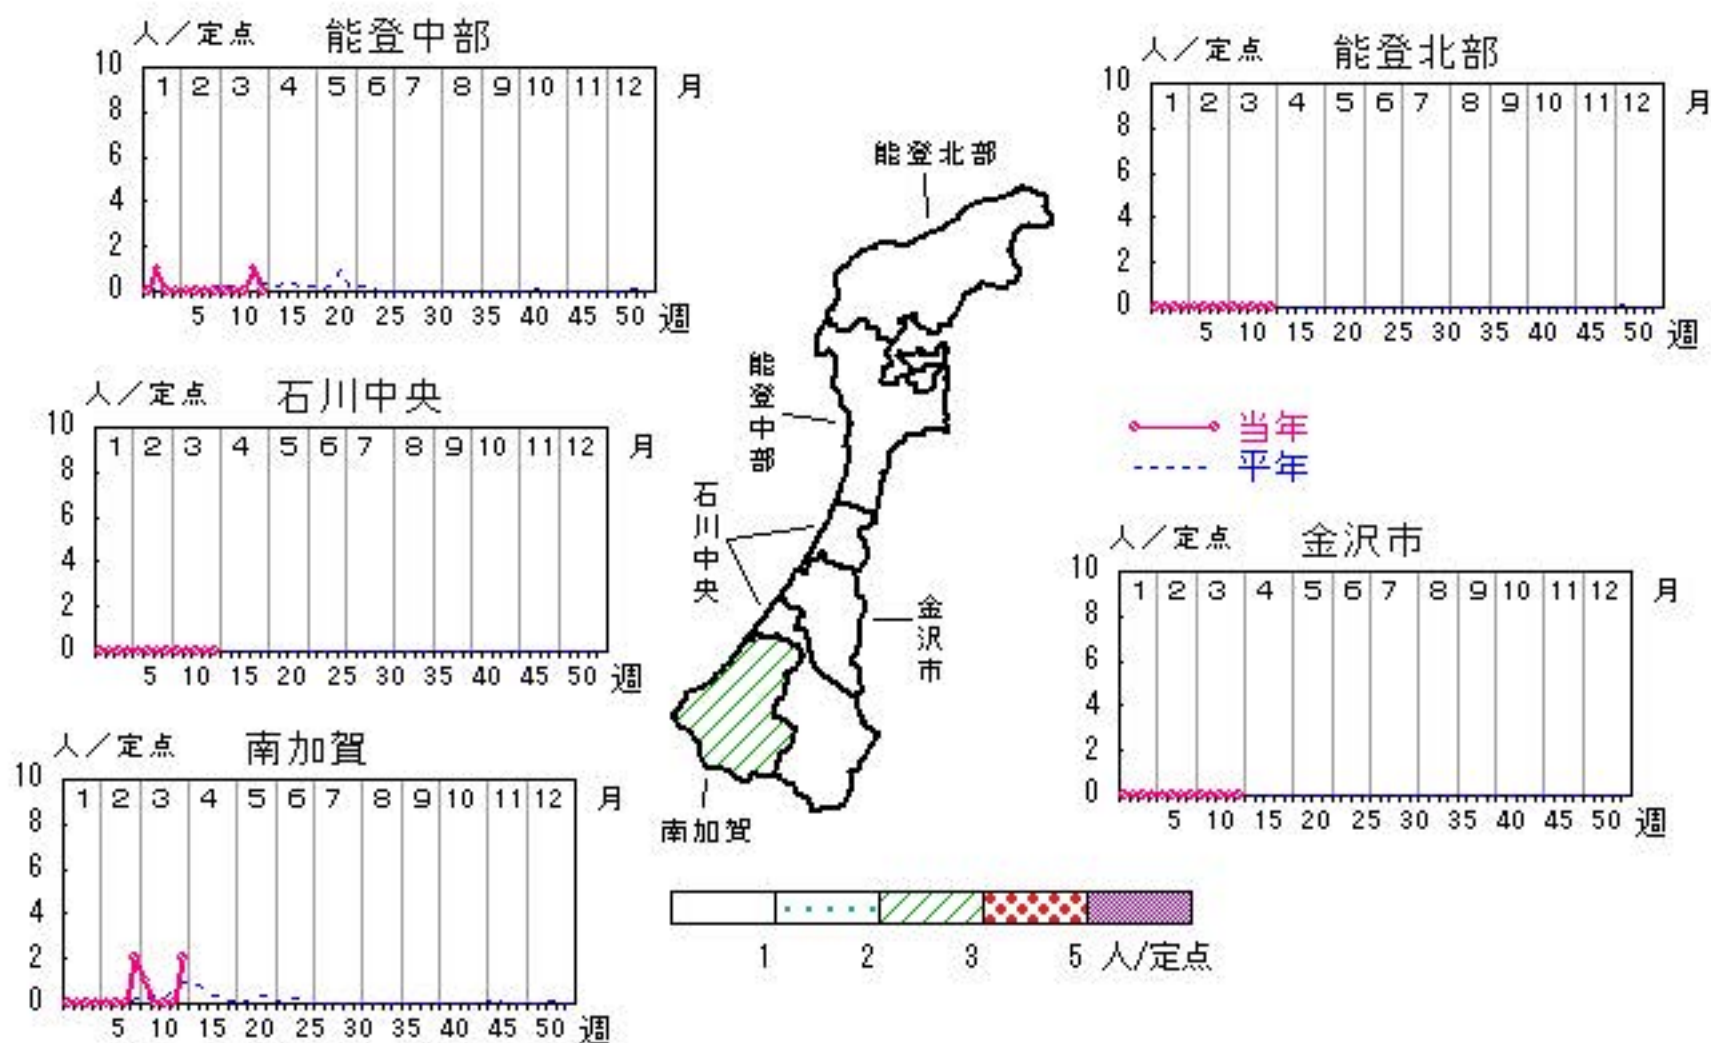 人／定点 能登中部
10 8 6 4 2 0
1 2 3 4 5 6 7 8 9 10 11 12 月
5 10 15 20 25 30 35 40 45 50 週
人／定点 能登北部
10 8 6 4 2 0
1 2 3 4 5 6 7 8 9 10 11 12 月
5 10 15 20 25 30 35 40 45 50 週
能登北部
能登中部
石川中央
金沢市
南加賀
人／定点 石川中央
10 8 6 4 2 0
1 2 3 4 5 6 7 8 9 10 11 12 月
5 10 15 20 25 30 35 40 45 50 週
当年
平年
人／定点 金沢市
10 8 6 4 2 0
1 2 3 4 5 6 7 8 9 10 11 12 月
5 10 15 20 25 30 35 40 45 50 週
人／定点 南加賀
10 8 6 4 2 0
1 2 3 4 5 6 7 8 9 10 11 12 月
5 10 15 20 25 30 35 40 45 50 週
1 2 3 5 人/定点